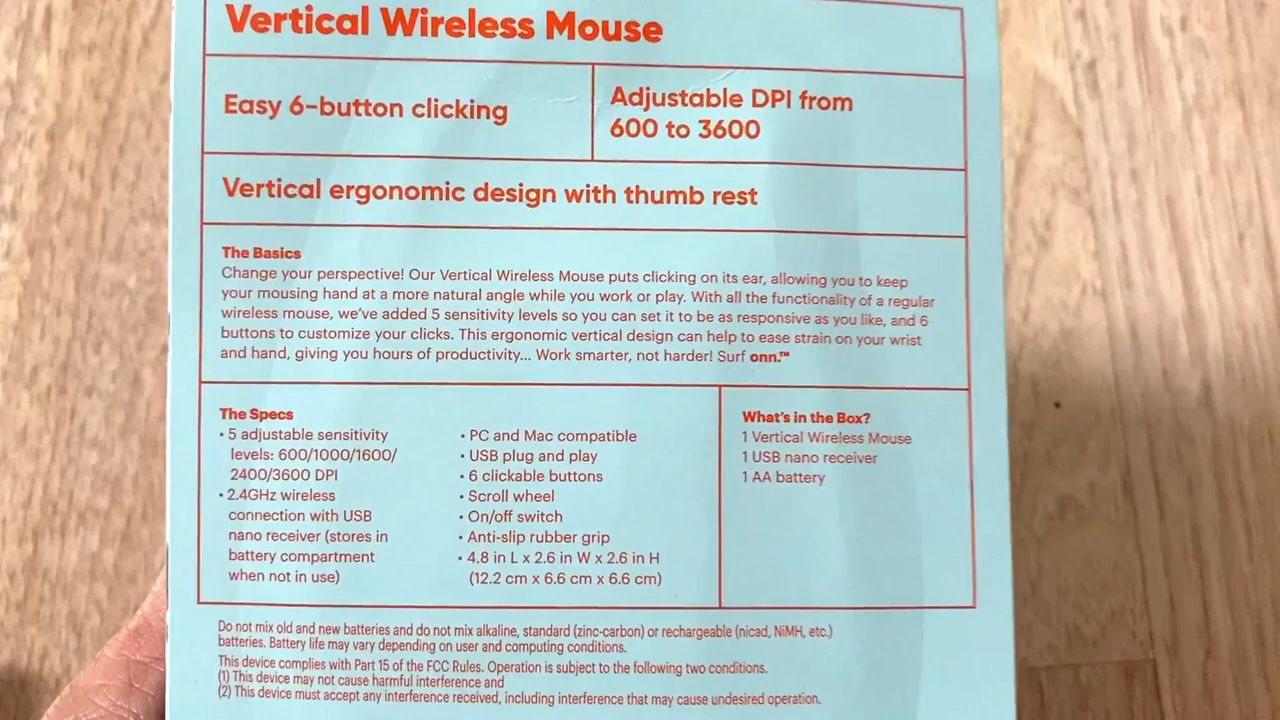 Vertical Wireless Mouse
Easy 6-button clicking
Adjustable DPI from
600 to 3600
Vertical ergonomic design with thumb rest
The Basics
Change your perspective! Our Vertical Wireless Mouse puts clicking on its ear, allowing you to keep
your mousing hand at a more natural angle while you work or play. With all the functionality of a regular
wireless mouse, we've added 5 sensitivity levels so you can set it to be as responsive as you like, and 6
buttons to customize your clicks. This ergonomic vertical design can help to ease strain on your wrist
and hand, giving you hours of productivity... Work smarter, not harder! Surf onn.™
The Specs
• 5 adjustable sensitivity
levels: 600/1000/1600/
2400/3600 DPI
• 2.4GHz wireless
connection with USB
nano receiver (stores in
battery compartment
when not in use)
• PC and Mac compatible
• USB plug and play
• 6 clickable buttons
• Scroll wheel
• On/off switch
• Anti-slip rubber grip
• 4.8 in L x 2.6 in W x 2.6 in H
(12.2 cm x 6.6 cm x 6.6 cm)
What's in the Box?
1 Vertical Wireless Mouse
1 USB nano receiver
1 AA battery
Do not mix old and new batteries and do not mix alkaline, standard (zinc-carbon) or rechargeable (nicad, NiMH, etc.)
batteries. Battery life may vary depending on user and computing conditions.
This device complies with Part 15 of the FCC Rules. Operation is subject to the following two conditions.
(1) This device may not cause harmful interference and
(2) This device must accept any interference received, including interference that may cause undesired operation.